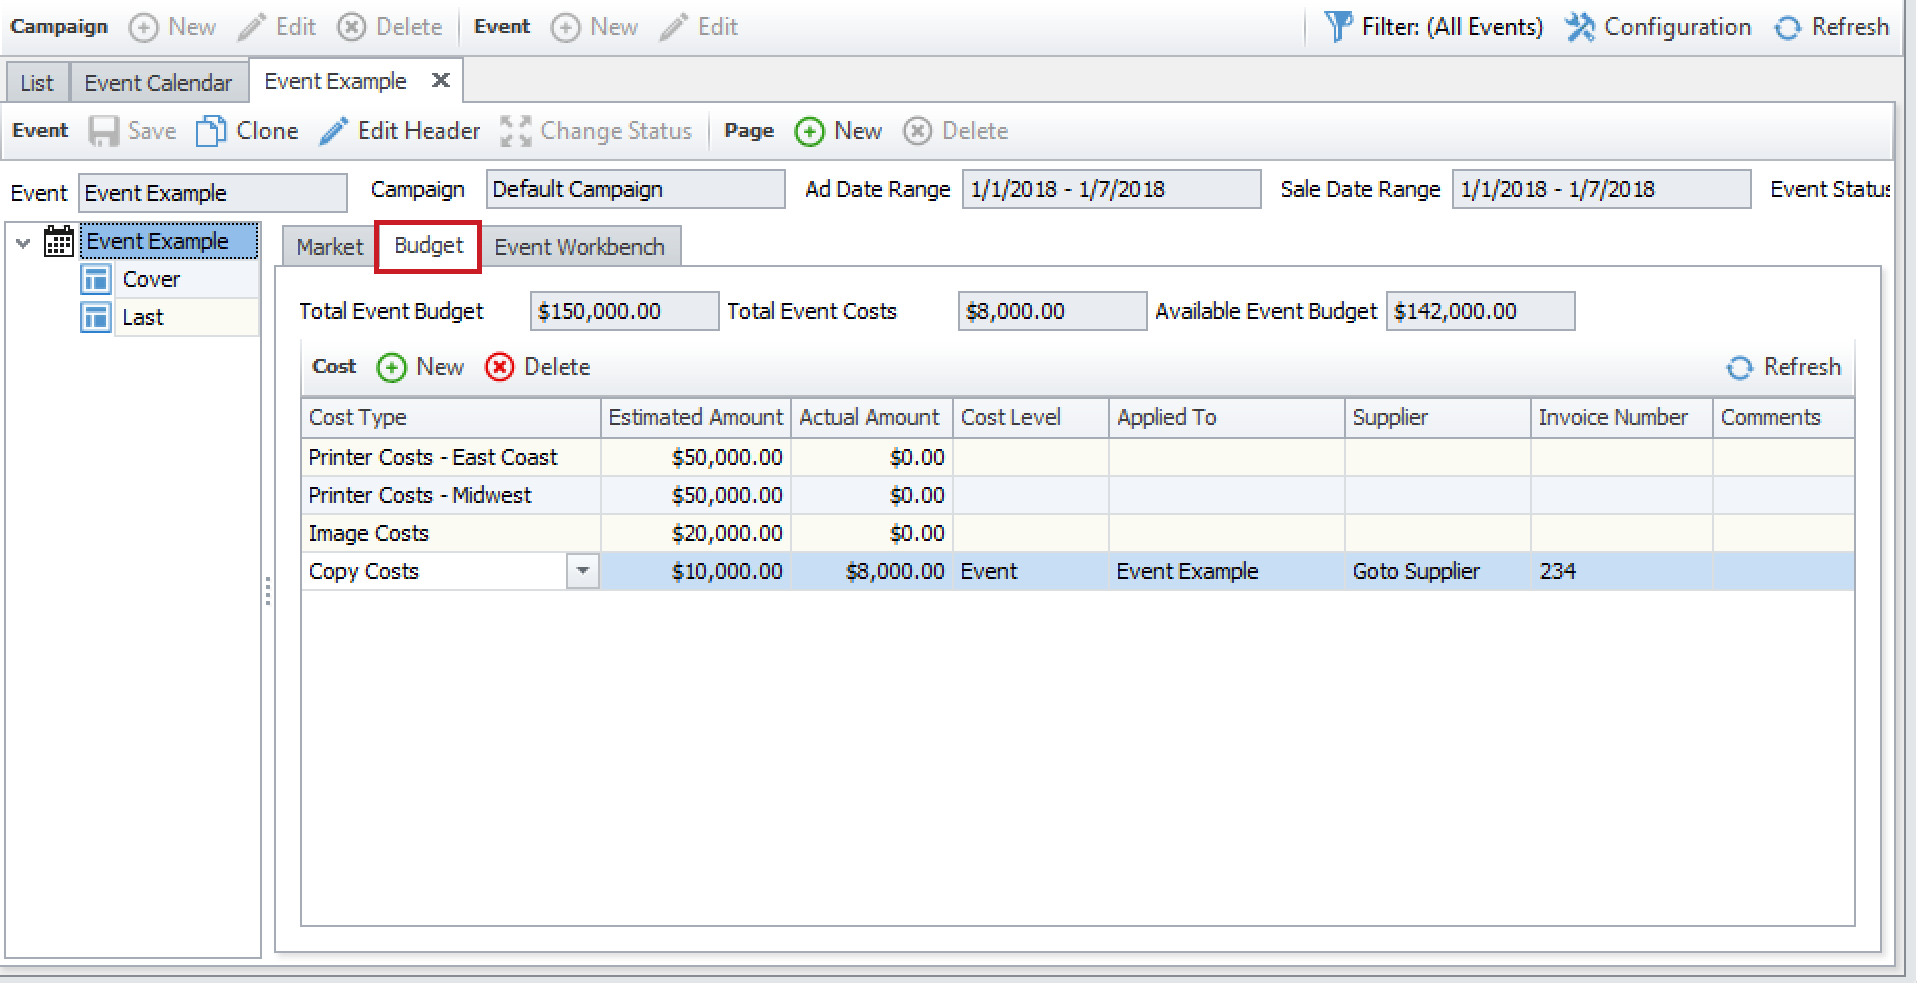 Campaign New Edit Delete Event New Edit Filter: (All Events) Configuration Refresh
List Event Calendar Event Example
Event Save Clone Edit Header Change Status Page New Delete
Event Event Example Campaign Default Campaign Ad Date Range 1/1/2018 - 1/7/2018 Sale Date Range 1/1/2018 - 1/7/2018 Event Status
Event Example
Cover
Last
Market Budget Event Workbench
Total Event Budget $150,000.00 Total Event Costs $8,000.00 Available Event Budget $142,000.00
Cost New Delete Refresh
Cost Type Estimated Amount Actual Amount Cost Level Applied To Supplier Invoice Number Comments
Printer Costs - East Coast $50,000.00 $0.00
Printer Costs - Midwest $50,000.00 $0.00
Image Costs $20,000.00 $0.00
Copy Costs $10,000.00 $8,000.00 Event Event Example Goto Supplier 234